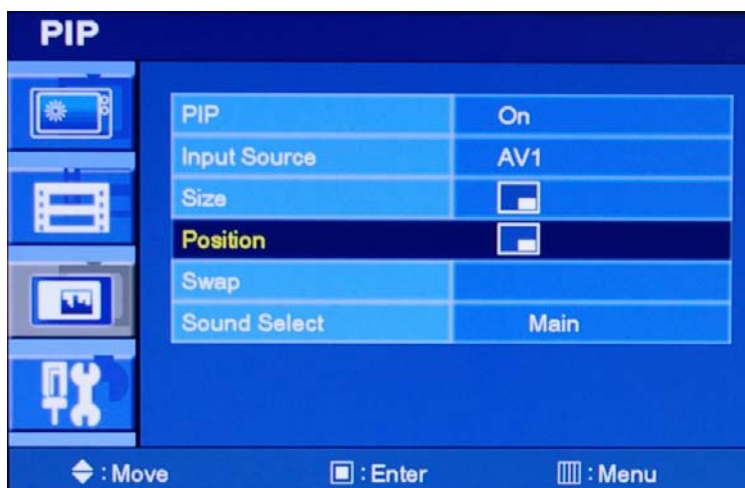 PIP
PIP On
Input Source AV1
Size
Position
Swap
Sound Select Main
: Move : Enter : Menu